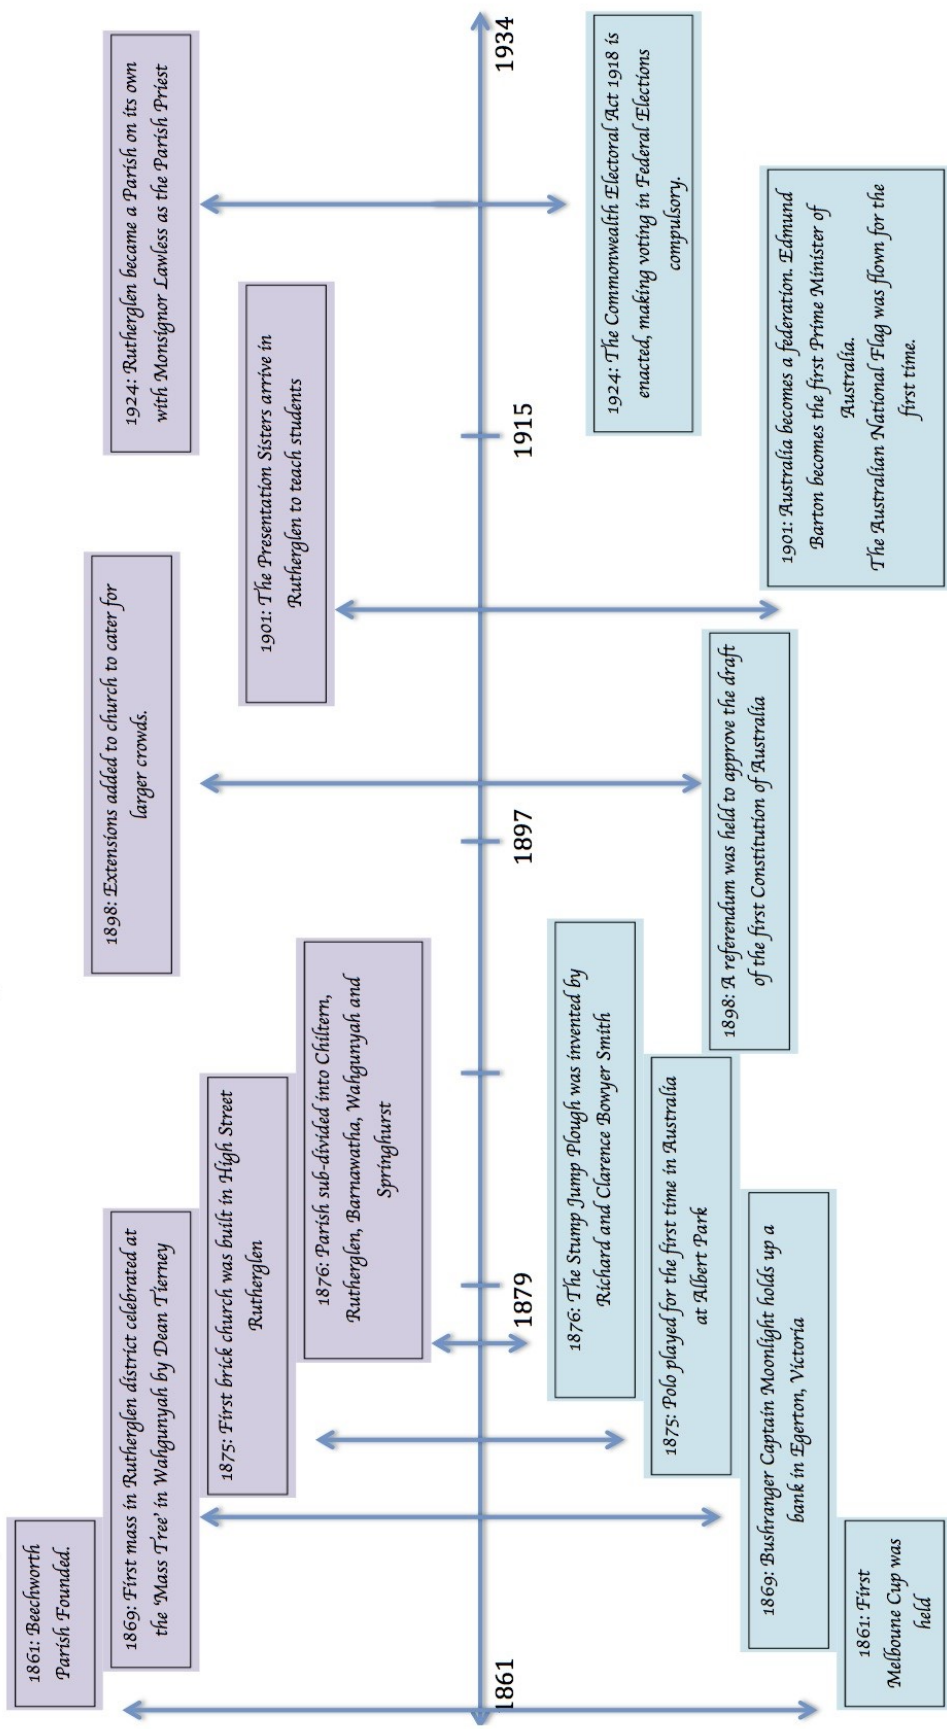 1861: Beechworth
Parish Founded.
1869: First mass in Rutherglen district celebrated at
the 'Mass Tree' in Wahgunyah by Dean Tierney
1875: First brick church was built in High Street
Rutherglen
1876: Parish sub-divided into Chiltern,
Rutherglen, Barnawatha, Wahgunyah and
Springhurst
1898: Extensions added to church to cater for
larger crowds.
1901: The Presentation Sisters arrive in
Rutherglen to teach students
1924: Rutherglen became a Parish on its own
with Monsignor Lawless as the Parish Priest
1861
1879
1897
1915
1934
1861: First
Melboune Cup was
held
1869: Bushranger Captain Moonlight holds up a
bank in Egerton, Victoria
1875: Polo played for the first time in Australia
at Albert Park
1876: The Stump Jump Plough was invented by
Richard and Clarence Bowyer Smith
1898: A referendum was held to approve the draft
of the first Constitution of Australia
1901: Australia becomes a federation. Edmund
Barton becomes the first Prime Minister of
Australia.
The Australian National Flag was flown for the
first time.
1924: The Commonwealth Electoral Act 1918 is
enacted, making voting in Federal Elections
compulsory.